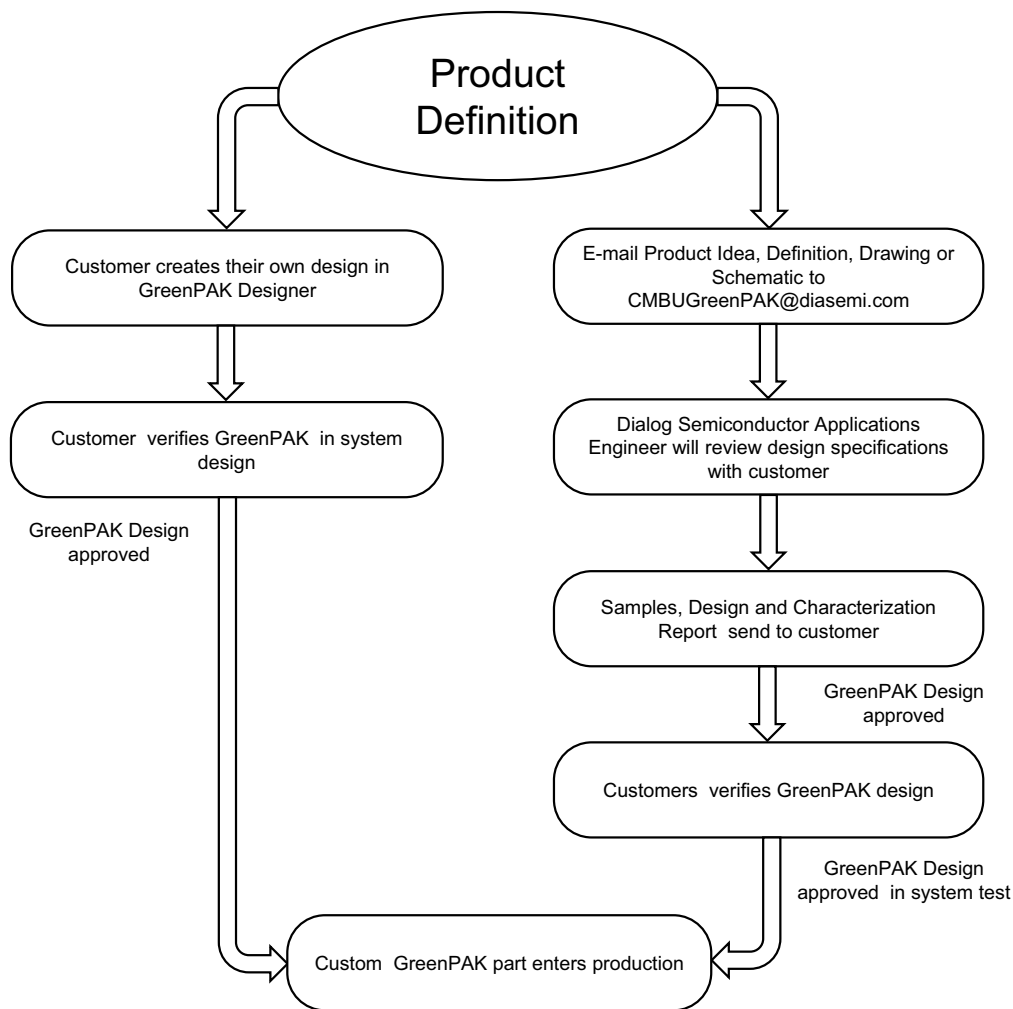 Product
Definition
Customer creates their own design in
GreenPAK Designer
Customer verifies GreenPAK in system
design
GreenPAK Design
approved
E-mail Product Idea, Definition, Drawing or
Schematic to
CMBUGreenPAK@diasemi.com
Dialog Semiconductor Applications
Engineer will review design specifications
with customer
Samples, Design and Characterization
Report send to customer
GreenPAK Design
approved
Customers verifies GreenPAK design
GreenPAK Design
approved in system test
Custom GreenPAK part enters production